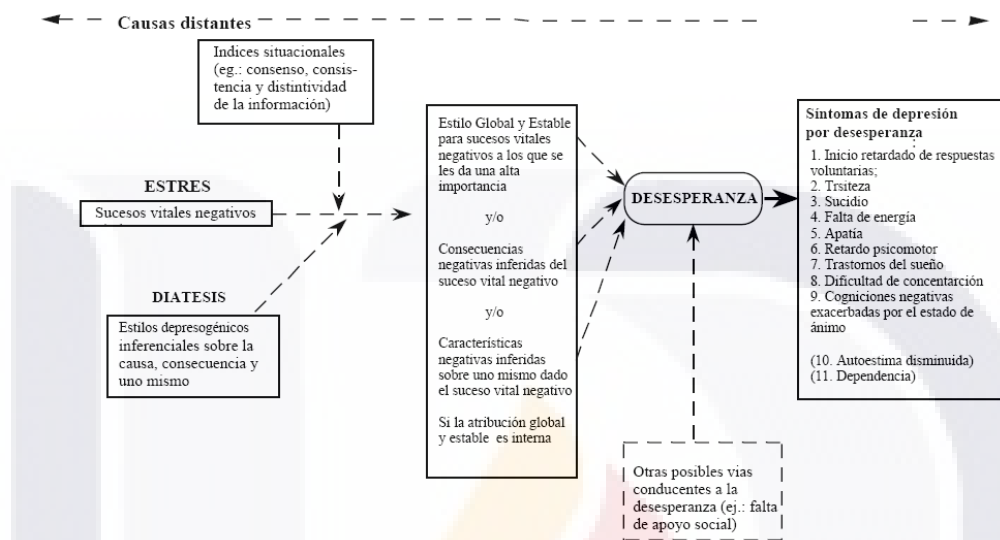 Causas distantes
Indices situacionales
(eg.: consenso, consis-
tencia y distintividad
de la información)
ESTRES
Sucesos vitales negativos
DIATESIS
Estilos depresogénicos
inferenciales sobre la
causa, consecuencia y
uno mismo
Estilo Global y Estable
para sucesos vitales
negativos a los que se
les da una alta
importancia
y/o
Consecuencias
negativas inferidas del
suceso vital negativo
y/o
Características
negativas inferidas
sobre uno mismo dado
el suceso vital negativo
Si la atribución global
y estable es interna
DESESPERANZA
Otras posibles vias
conducentes a la
desesperanza (ej.: falta
de apoyo social)
Síntomas de depresión
por desesperanza
1. Inicio retardado de respuestas
voluntarias;
2. Trsiteza
3. Sucidio
4. Falta de energía
5. Apatía
6. Retardo psicomotor
7. Trastornos del sueño
8. Dificultad de concentarción
9. Cogniciones negativas
exacerbadas por el estado de
ánimo
(10. Autoestima disminuida)
(11. Dependencia)